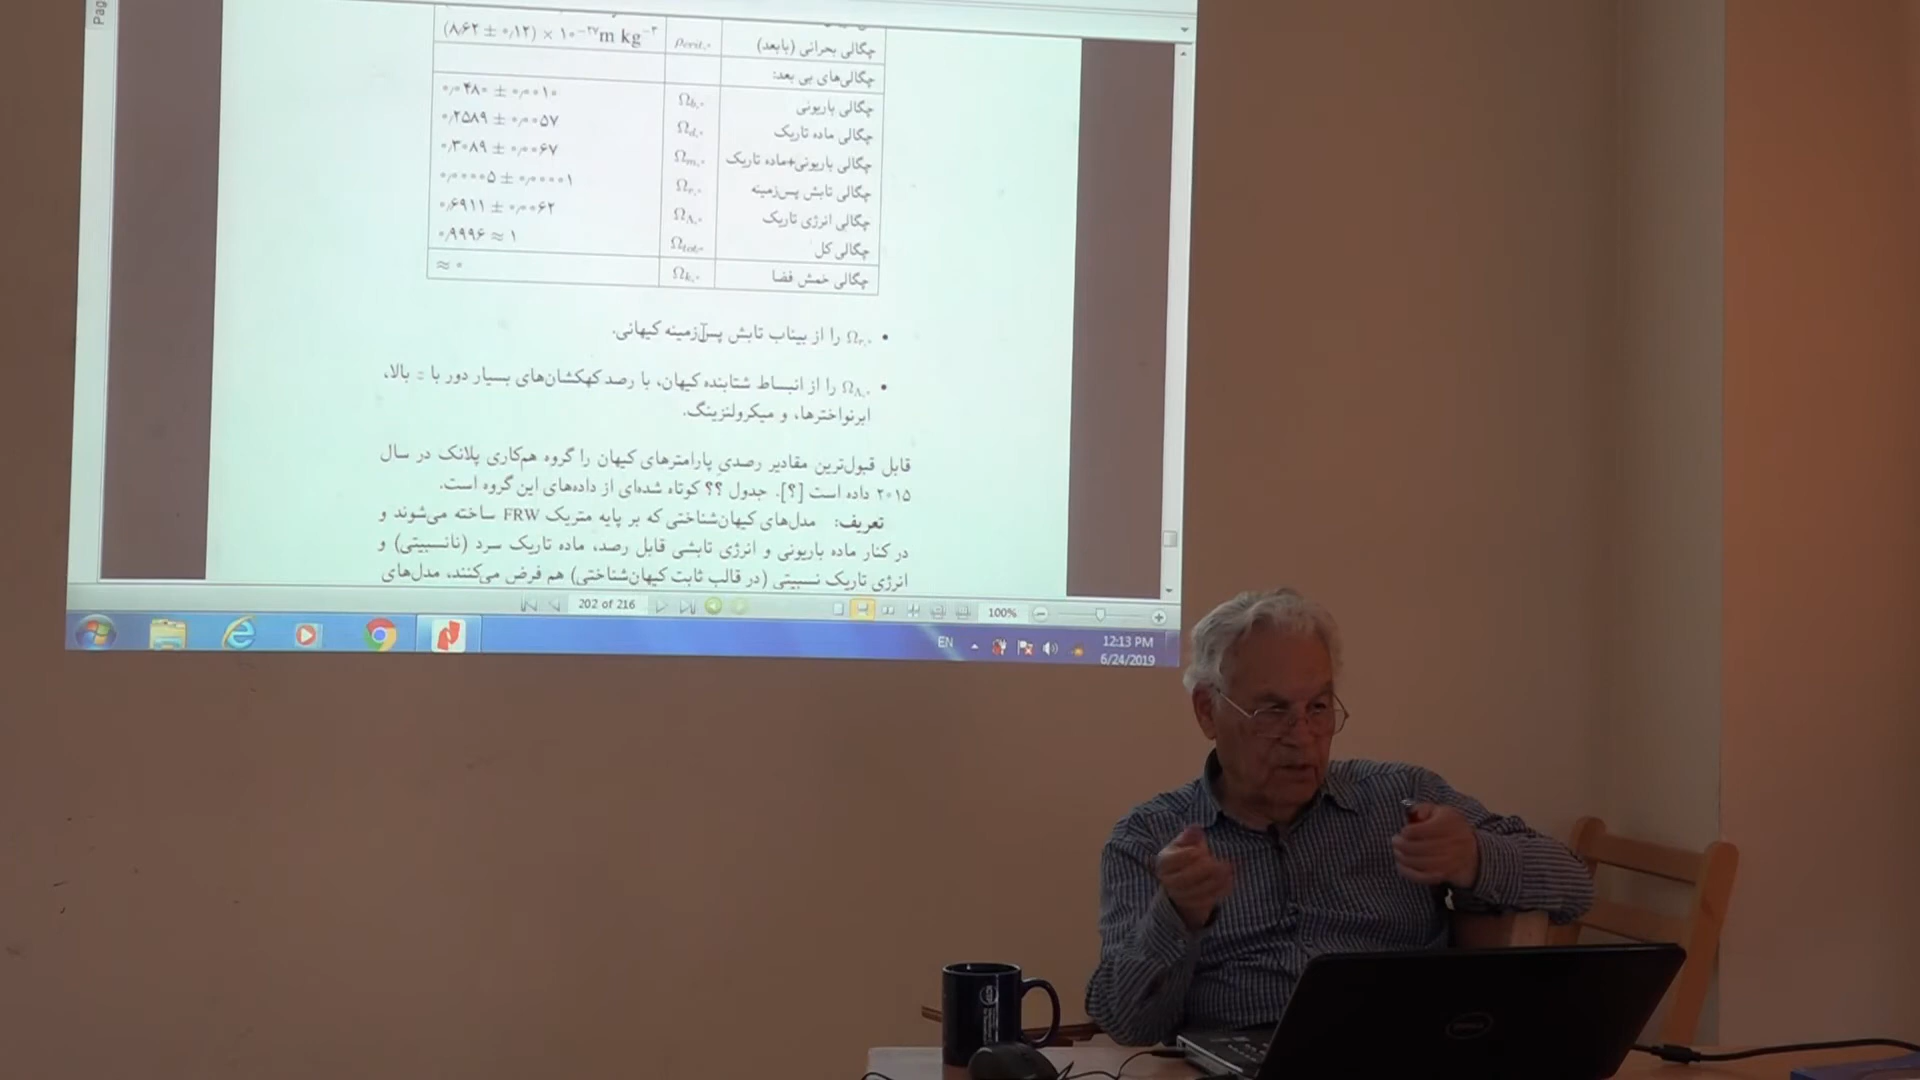 Pag
چگالی بحرانی (بابعد) ρcrit,۰ (۸٫۶۲ ± ۰٫۱۲) × ۱۰⁻²⁷m kg⁻³
چگالی‌های بی بعد:
چگالی باریونی Ωb,۰ ۰٫۰۴۸۰ ± ۰٫۰۰۱۰
چگالی ماده تاریک Ωd,۰ ۰٫۲۵۸۹ ± ۰٫۰۰۵۷
چگالی باریونی+ماده تاریک Ωm,۰ ۰٫۳۰۸۹ ± ۰٫۰۰۶۷
چگالی تابش پس‌زمینه Ωr,۰ ۰٫۰۰۰۰۵ ± ۰٫۰۰۰۰۱
چگالی انرژی تاریک ΩΛ,۰ ۰٫۶۹۱۱ ± ۰٫۰۰۶۲
چگالی کل Ωtot,۰ ۰٫۹۹۹۶ ≈ ۱
چگالی خمش فضا Ωk,۰ ≈ ۰
• Ωr,۰ را از بیناب تابش پس‌زمینه کیهانی.
• ΩΛ,۰ را از انبساط شتابنده کیهان، با رصد کهکشان‌های بسیار دور با z بالا،
ابرنواخترها، و میکرولنزینگ.
قابل قبول‌ترین مقادیر رصدیِ پارامترهای کیهان را گروه هم‌کاری پلانک در سال
۲۰۱۵ داده است [؟]. جدول ؟؟ کوتاه شده‌ای از داده‌های این گروه است.
تعریف: مدل‌های کیهان‌شناختی که بر پایه متریک FRW ساخته می‌شوند و
در کنار ماده باریونی و انرژی تابشی قابل رصد، ماده تاریک سرد (نانسبیتی) و
انرژی تاریک نسبیتی (در قالب ثابت کیهان‌شناختی) هم فرض می‌کنند، مدل‌های
202 of 216
100%
EN
12:13 PM
6/24/2019
DELL